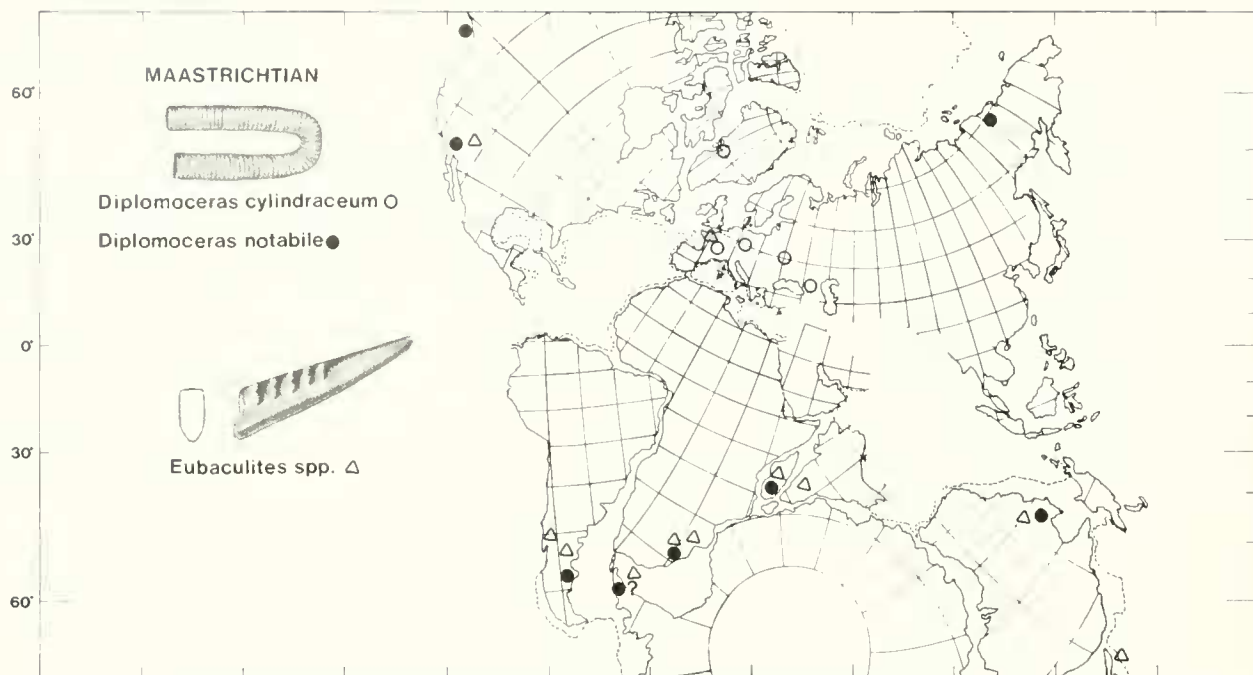 MAASTRICHTIAN
Diplomoceras cylindraceum
Diplomoceras notabile
Eubaculites spp.
60°
30°
0°
30°
60°
?